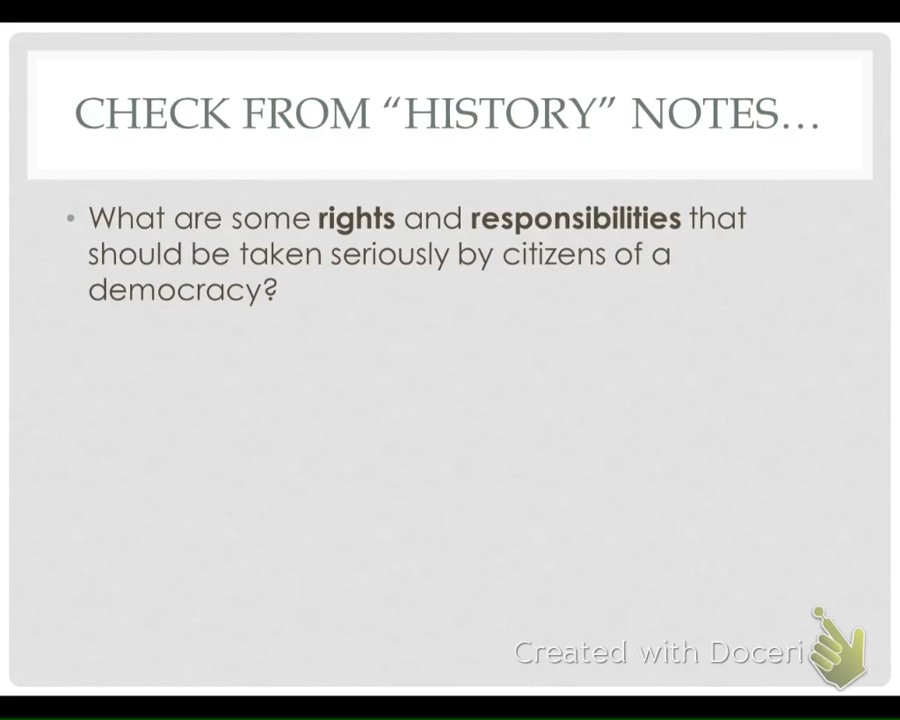 CHECK FROM “HISTORY” NOTES…
• What are some rights and responsibilities that
should be taken seriously by citizens of a
democracy?
Created with Doceri